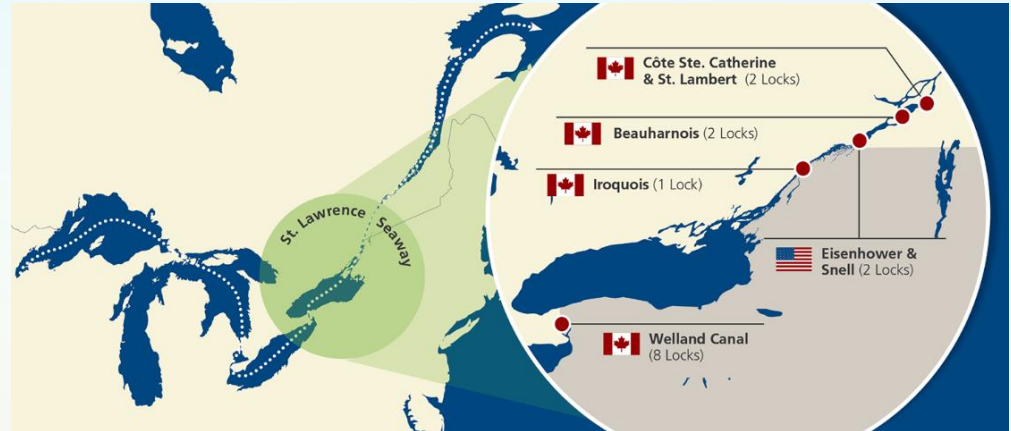 St. Lawrence Seaway
Côte Ste. Catherine
& St. Lambert (2 Locks)
Beauharnois (2 Locks)
Iroquois (1 Lock)
Eisenhower &
Snell (2 Locks)
Welland Canal
(8 Locks)